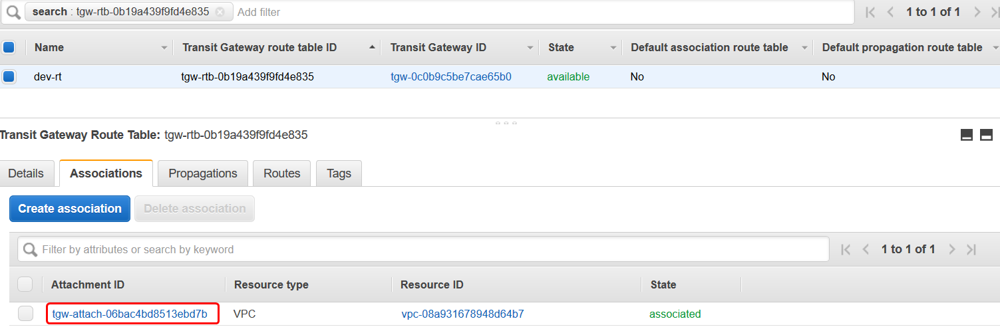 search : tgw-rtb-0b19a439f9fd4e835 Add filter 1 to 1 of 1
Name Transit Gateway route table ID Transit Gateway ID State Default association route table Default propagation route table
dev-rt tgw-rtb-0b19a439f9fd4e835 tgw-0c0b9c5be7cae65b0 available No No
Transit Gateway Route Table: tgw-rtb-0b19a439f9fd4e835
Details Associations Propagations Routes Tags
Create association Delete association
Filter by attributes or search by keyword 1 to 1 of 1
Attachment ID Resource type Resource ID State
tgw-attach-06bac4bd8513ebd7b VPC vpc-08a931678948d64b7 associated